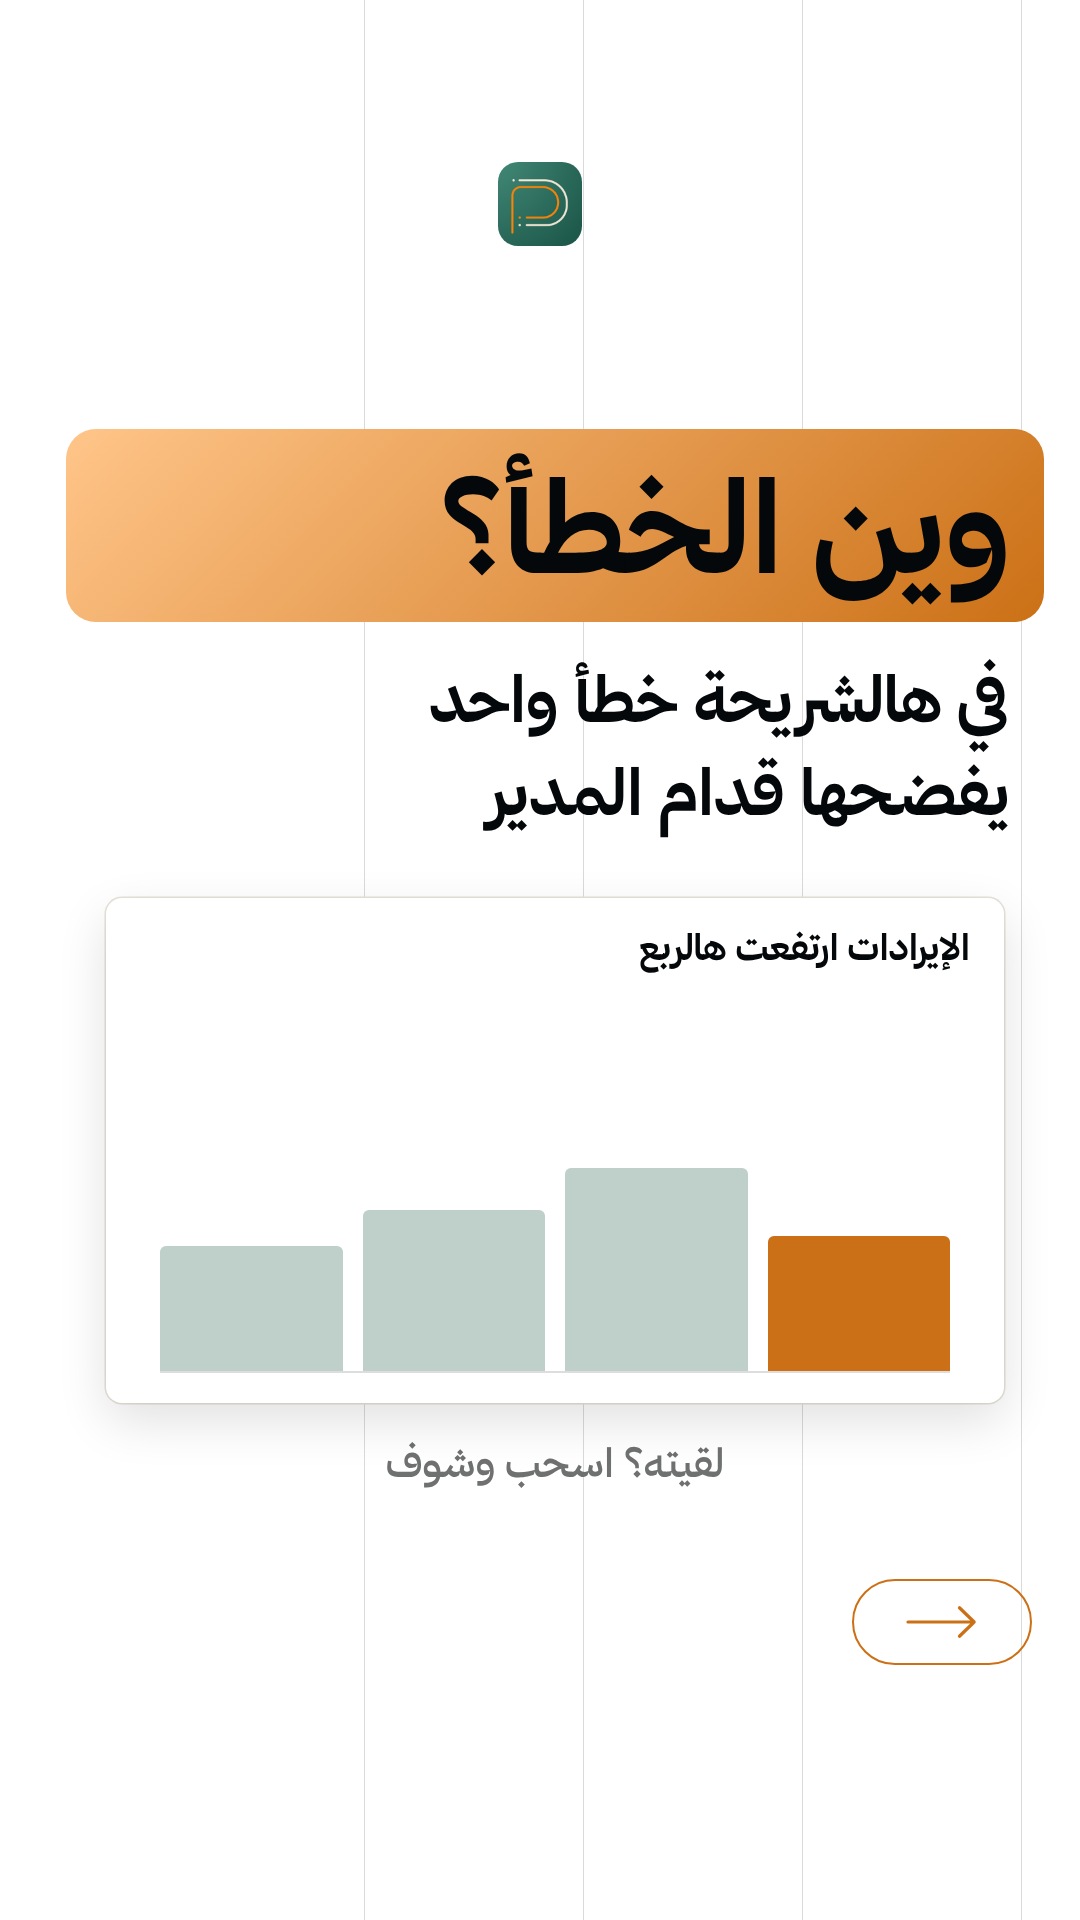 وين الخطأ؟
في هالشريحة خطأ واحد
يفضحها قدام المدير
الإيرادات ارتفعت هالربع
لقيته؟ اسحب وشوف